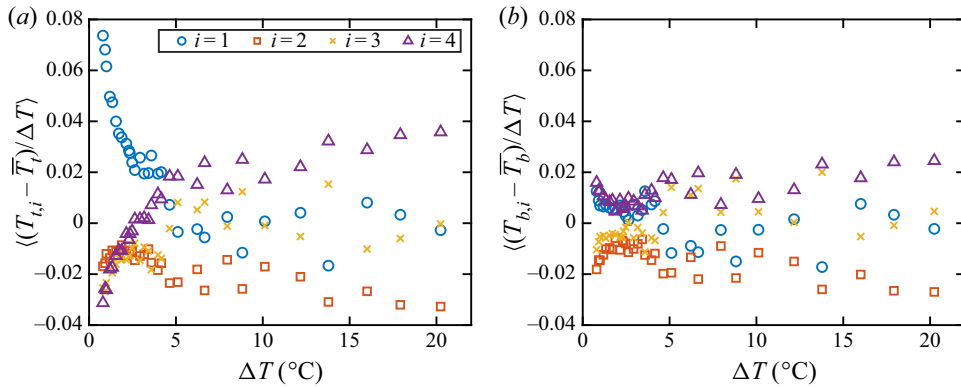 (a)
(b)
i = 1 i = 2 i = 3 i = 4
0.08
0.06
0.04
0.02
0
−0.02
−0.04
⟨(T_{t,i} − \overline{T_t})/ΔT⟩
0 5 10 15 20
ΔT (°C)
0.08
0.06
0.04
0.02
0
−0.02
−0.04
⟨(T_{b,i} − \overline{T_b})/ΔT⟩
0 5 10 15 20
ΔT (°C)